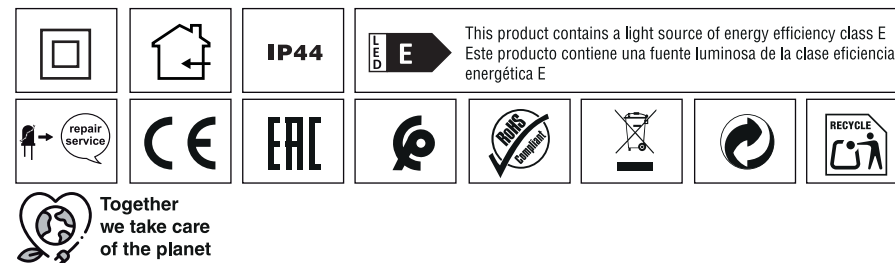 IP44
LED
E
This product contains a light source of energy efficiency class E
Este producto contiene una fuente luminosa de la clase eficiencia
energética E
repair
service
CE
EAC
RoHS
Compliant
RECYCLE
Together
we take care
of the planet